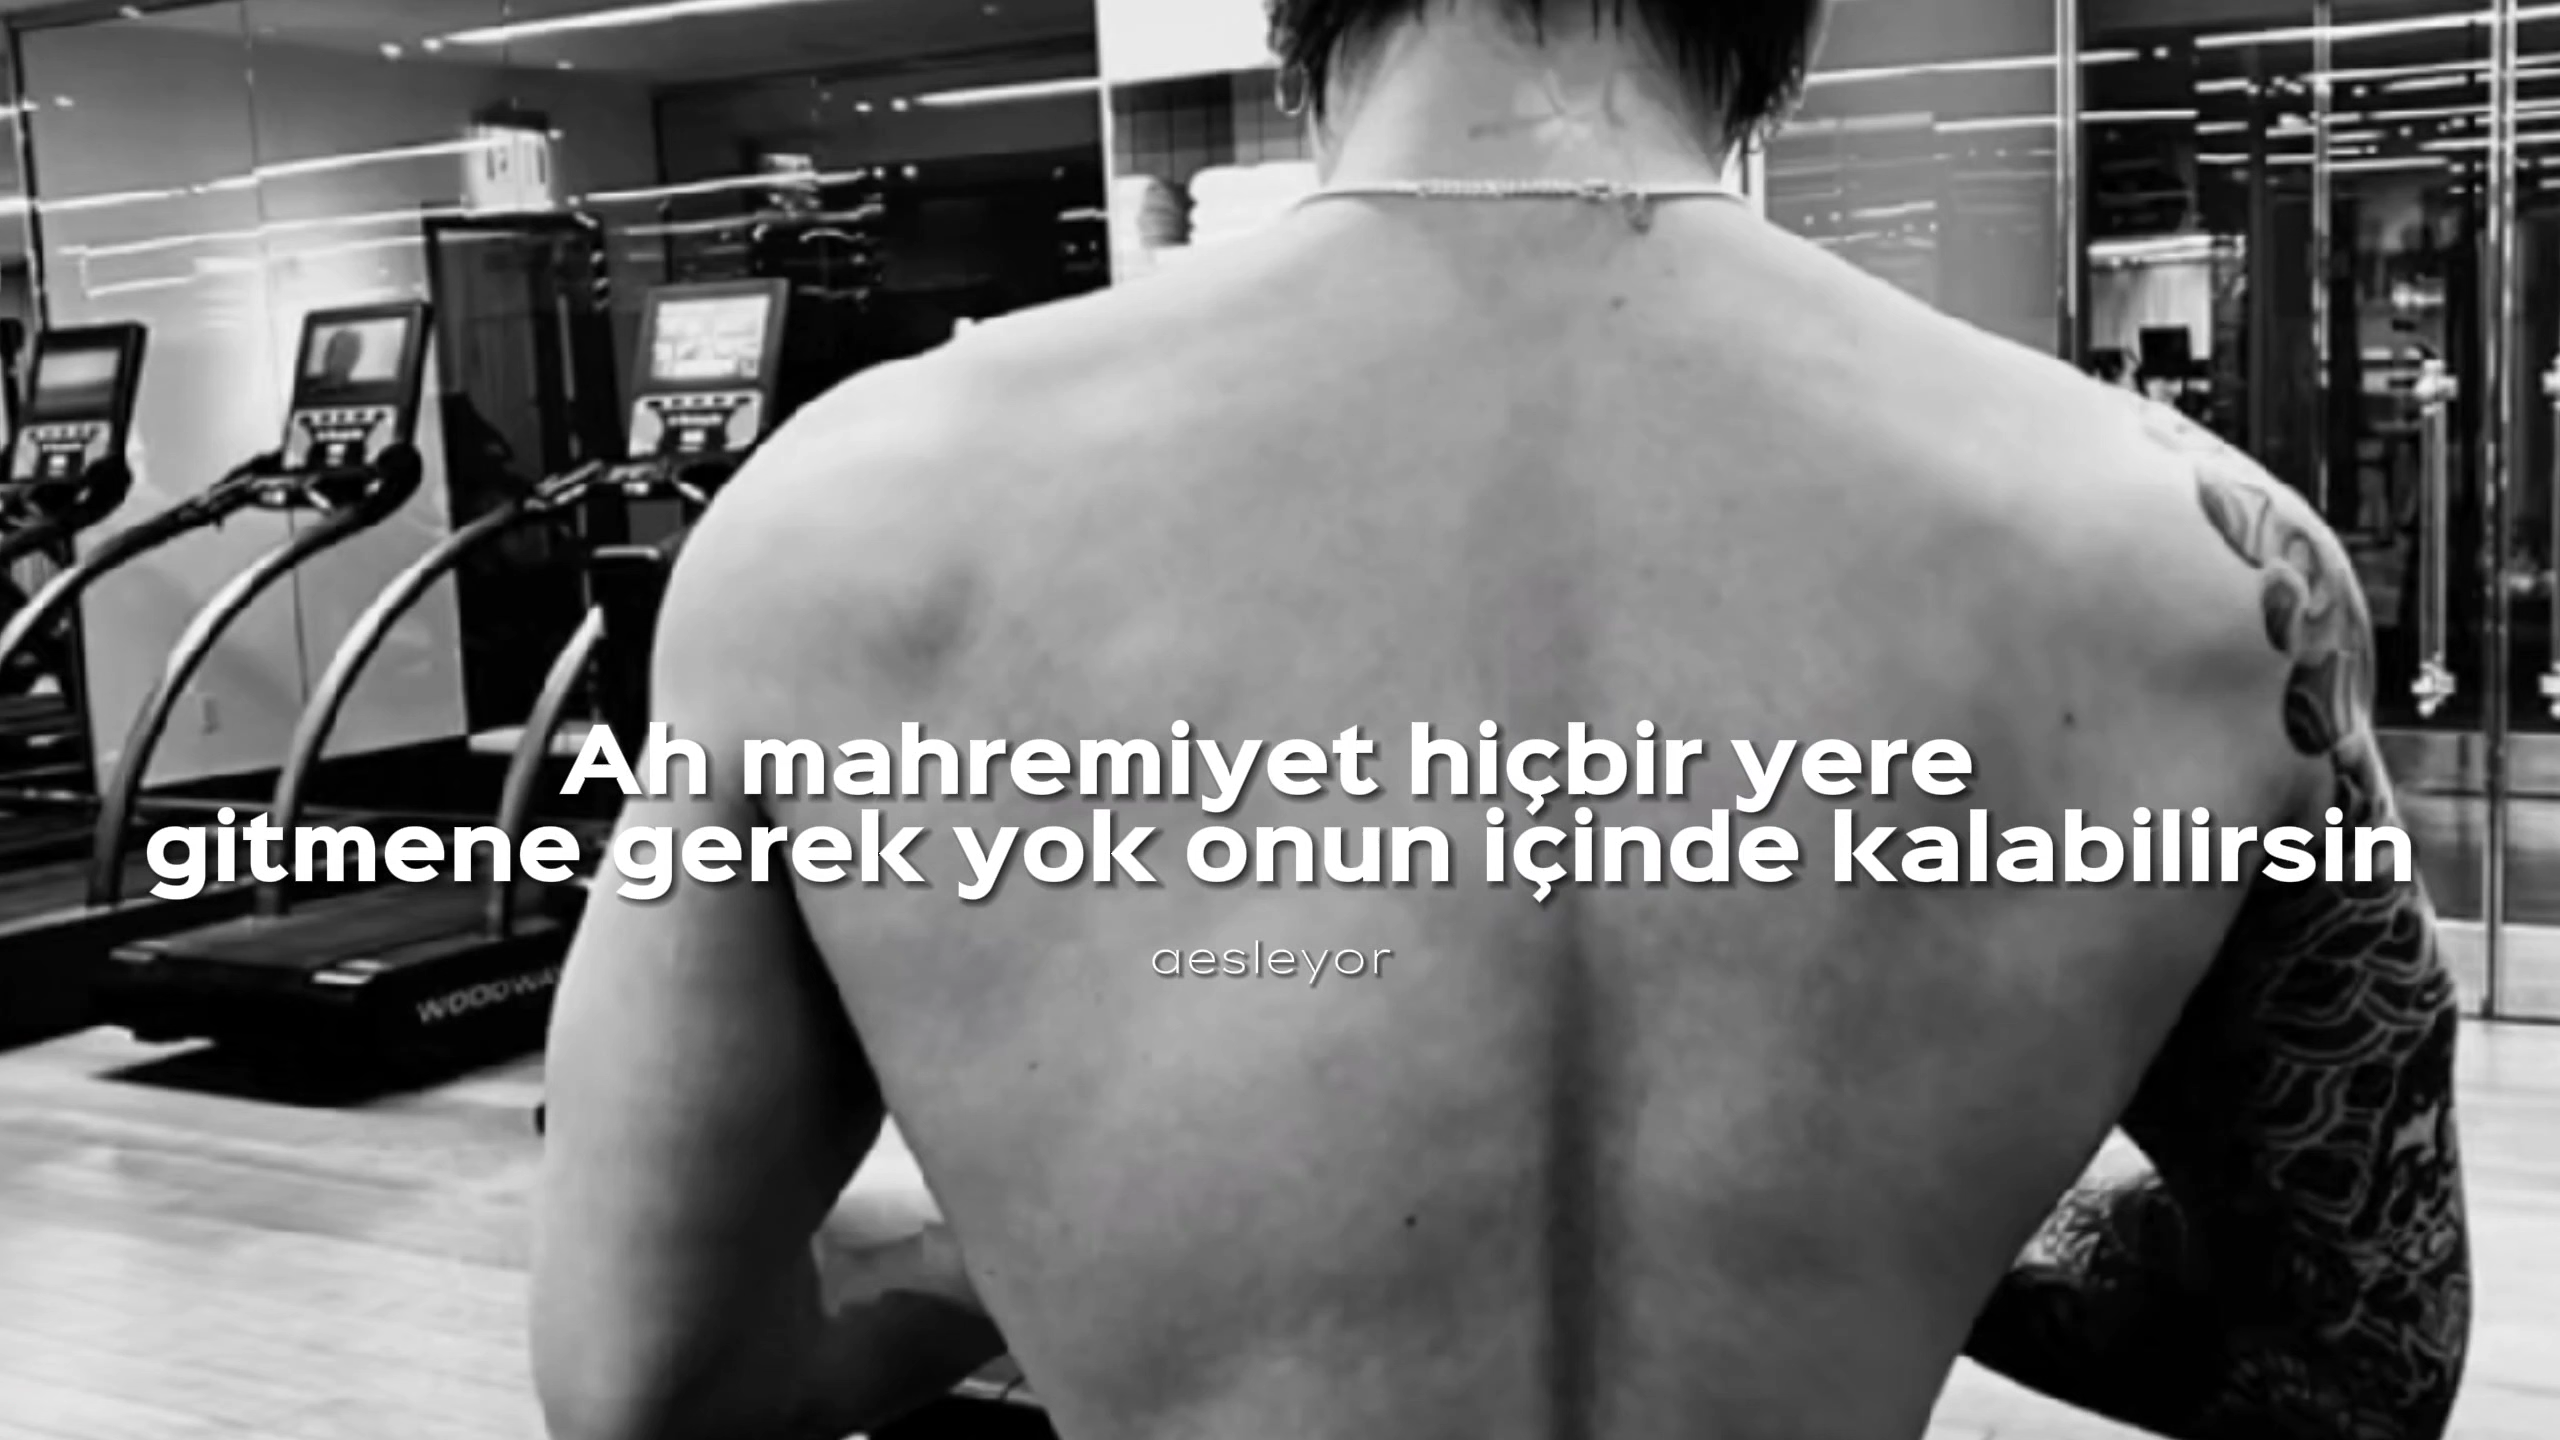 Ah mahremiyet hiçbir yere
gitmene gerek yok onun içinde kalabilirsin
aesleyor